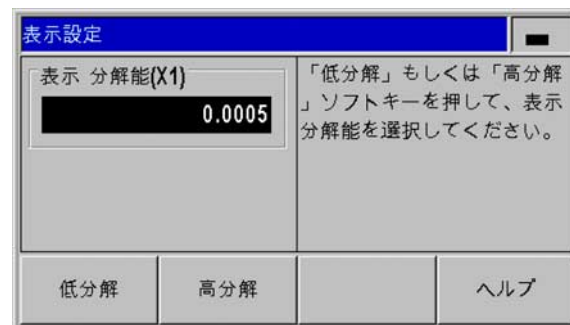 表示設定
表示 分解能(X1)
0.0005
「低分解」もしくは「高分解
」ソフトキーを押して、表示
分解能を選択してください。
低分解
高分解
ヘルプ